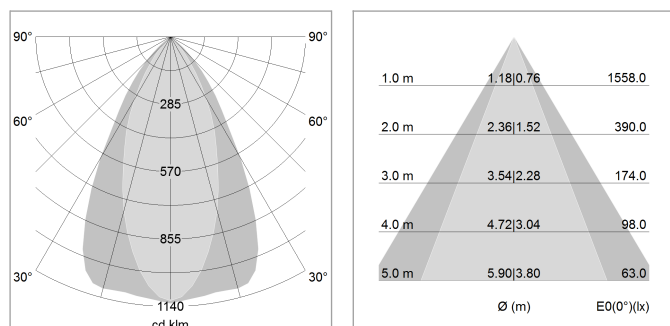 90° 90°
285
60° 60°
570
855
30° 30°
1140
cd klm
1.0 m 1.18|0.76 1558.0
2.0 m 2.36|1.52 390.0
3.0 m 3.54|2.28 174.0
4.0 m 4.72|3.04 98.0
5.0 m 5.90|3.80 63.0
Ø (m) E0(0°)(lx)